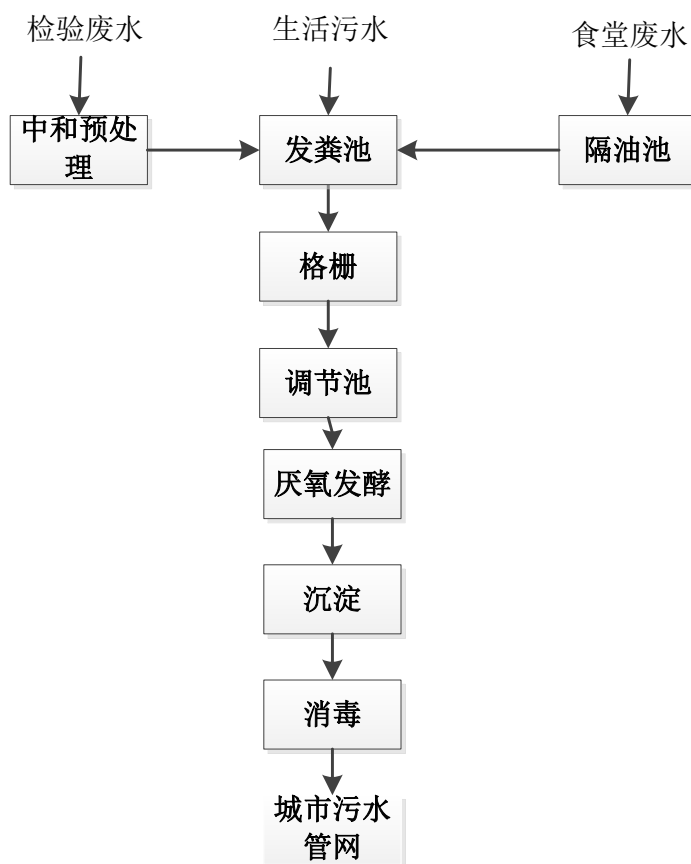 检验废水
生活污水
食堂废水
中和预处
理
发粪池
隔油池
格栅
调节池
厌氧发酵
沉淀
消毒
城市污水
管网